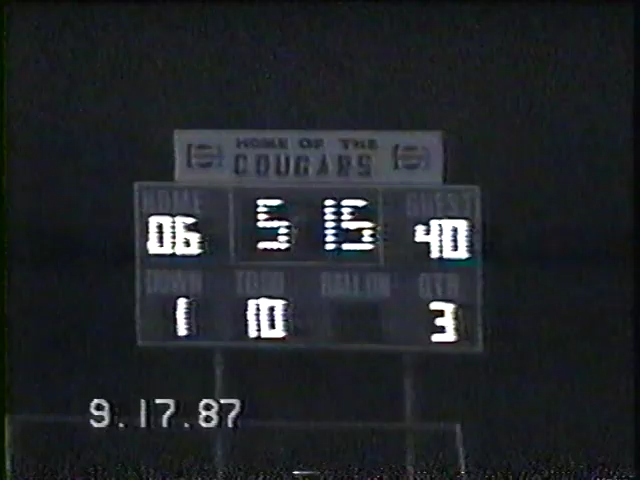 HOME OF THE
COUGARS
HOME 5 15 GUEST
06 40
DOWN TOGO BALL ON QTR
1 10 3
9.17.87